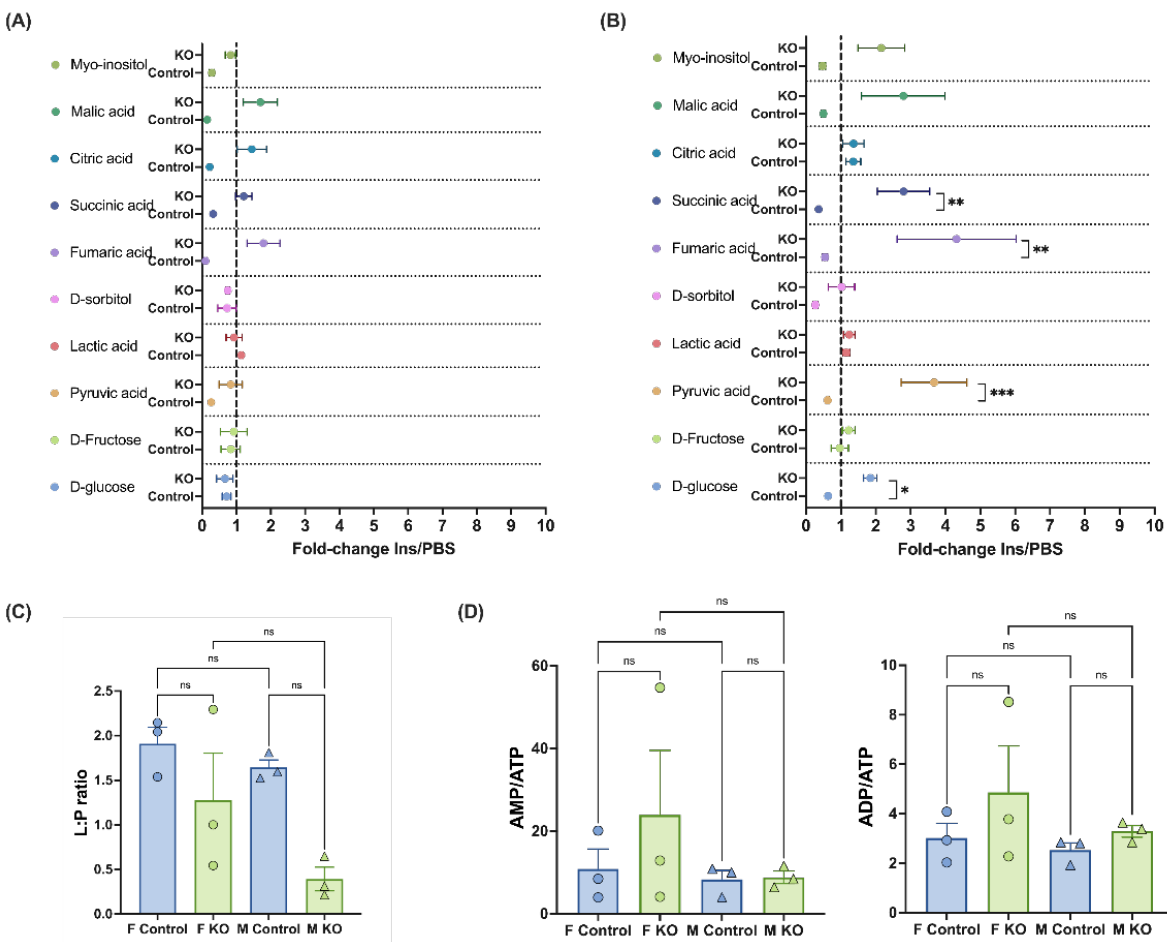 (A)
Myo-inositol
KO
Control
Malic acid
KO
Control
Citric acid
KO
Control
Succinic acid
KO
Control
Fumaric acid
KO
Control
D-sorbitol
KO
Control
Lactic acid
KO
Control
Pyruvic acid
KO
Control
D-Fructose
KO
Control
D-glucose
KO
Control
0 1 2 3 4 5 6 7 8 9 10
Fold-change Ins/PBS
(B)
Myo-inositol
KO
Control
Malic acid
KO
Control
Citric acid
KO
Control
Succinic acid
KO
Control
**
Fumaric acid
KO
Control
**
D-sorbitol
KO
Control
Lactic acid
KO
Control
Pyruvic acid
KO
Control
***
D-Fructose
KO
Control
D-glucose
KO
Control
*
0 1 2 3 4 5 6 7 8 9 10
Fold-change Ins/PBS
(C)
ns
ns
ns ns
L:P ratio
2.5
2.0
1.5
1.0
0.5
0.0
F Control F KO M Control M KO
(D)
ns
ns
ns ns
AMP/ATP
60
40
20
0
F Control F KO M Control M KO
ns
ns
ns ns
ADP/ATP
10
8
6
4
2
0
F Control F KO M Control M KO